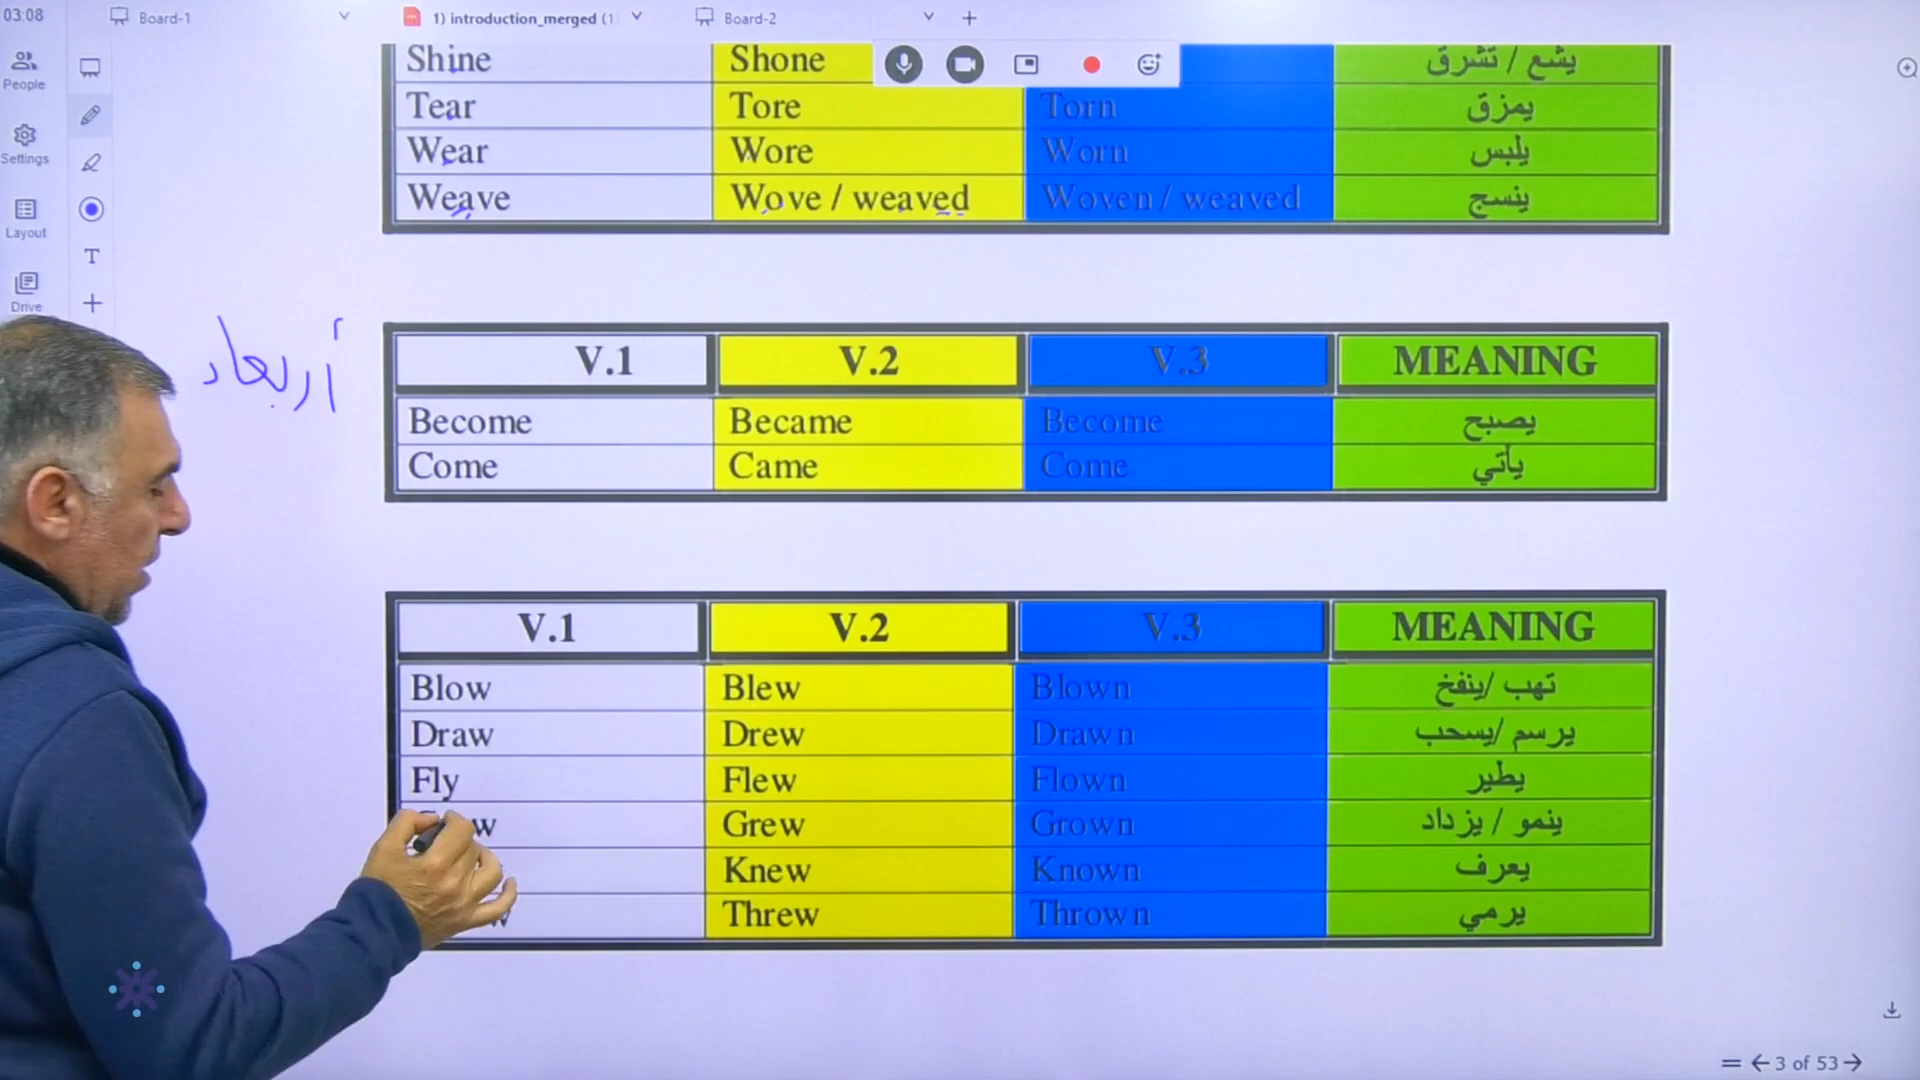 03:08
Board-1
1) introduction_merged (1
Board-2
People
Settings
Layout
Drive
T
Shine Shone يشع / تشرق
Tear Tore Torn يمزق
Wear Wore Worn يلبس
Weave Wove / weaved Woven / weaved ينسج
V.1 V.2 V.3 MEANING
Become Became Become يصبح
Come Came Come يأتي
V.1 V.2 V.3 MEANING
Blow Blew Blown تهب /ينفخ
Draw Drew Drawn يرسم /يسحب
Fly Flew Flown يطير
Grew Grown ينمو / يزداد
Knew Known يعرف
Threw Thrown يرمي
3 of 53